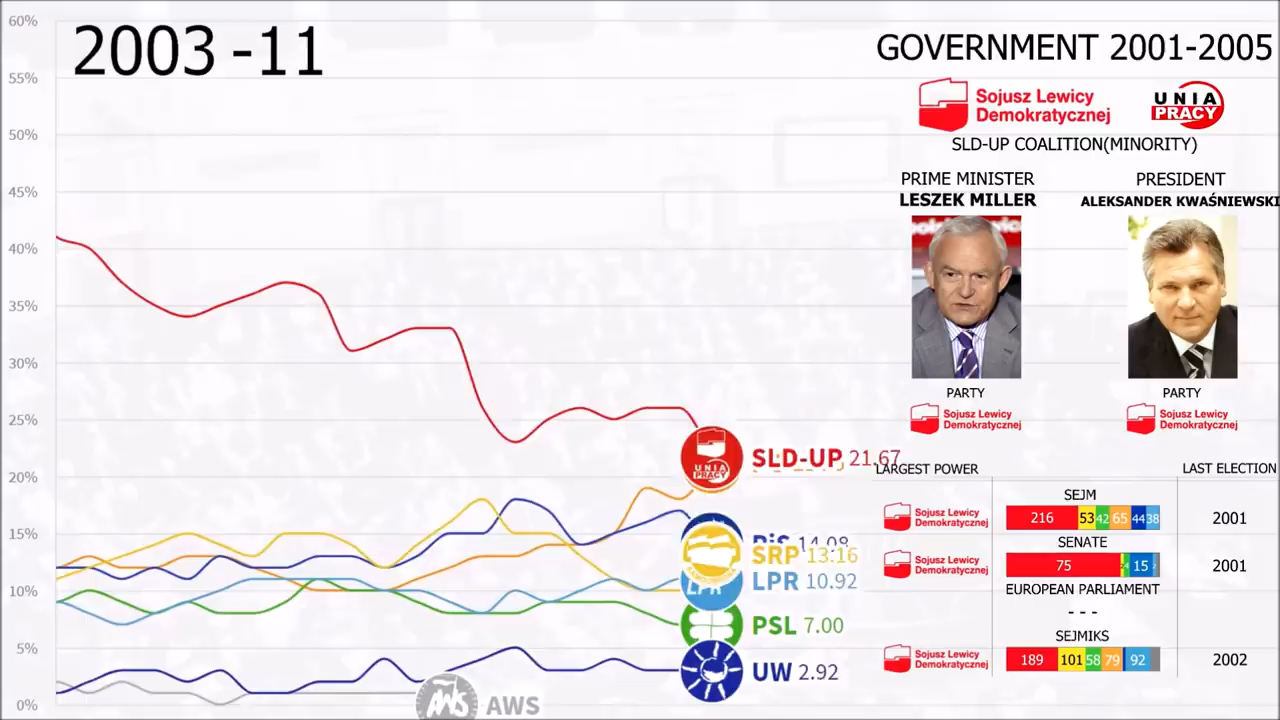 60%
55%
50%
45%
40%
35%
30%
25%
20%
15%
10%
5%
0%
2003 -11
GOVERNMENT 2001-2005
Sojusz Lewicy
Demokratycznej
UNIA
PRACY
SLD-UP COALITION(MINORITY)
PRIME MINISTER
LESZEK MILLER
PRESIDENT
ALEKSANDER KWAŚNIEWSKI
PARTY
Sojusz Lewicy
Demokratycznej
PARTY
Sojusz Lewicy
Demokratycznej
UNIA
PRACY
SLD-UP 21.67
PiS 14.08
SRP 13.16
LPR
LPR 10.92
PSL 7.00
UW 2.92
AWS
AWS
LARGEST POWER
LAST ELECTION
SEJM
Sojusz Lewicy
Demokratycznej
216 53 42 65 44 38
2001
SENATE
Sojusz Lewicy
Demokratycznej
75 15
2001
EUROPEAN PARLIAMENT
- - -
SEJMIKS
Sojusz Lewicy
Demokratycznej
189 101 58 79 92
2002